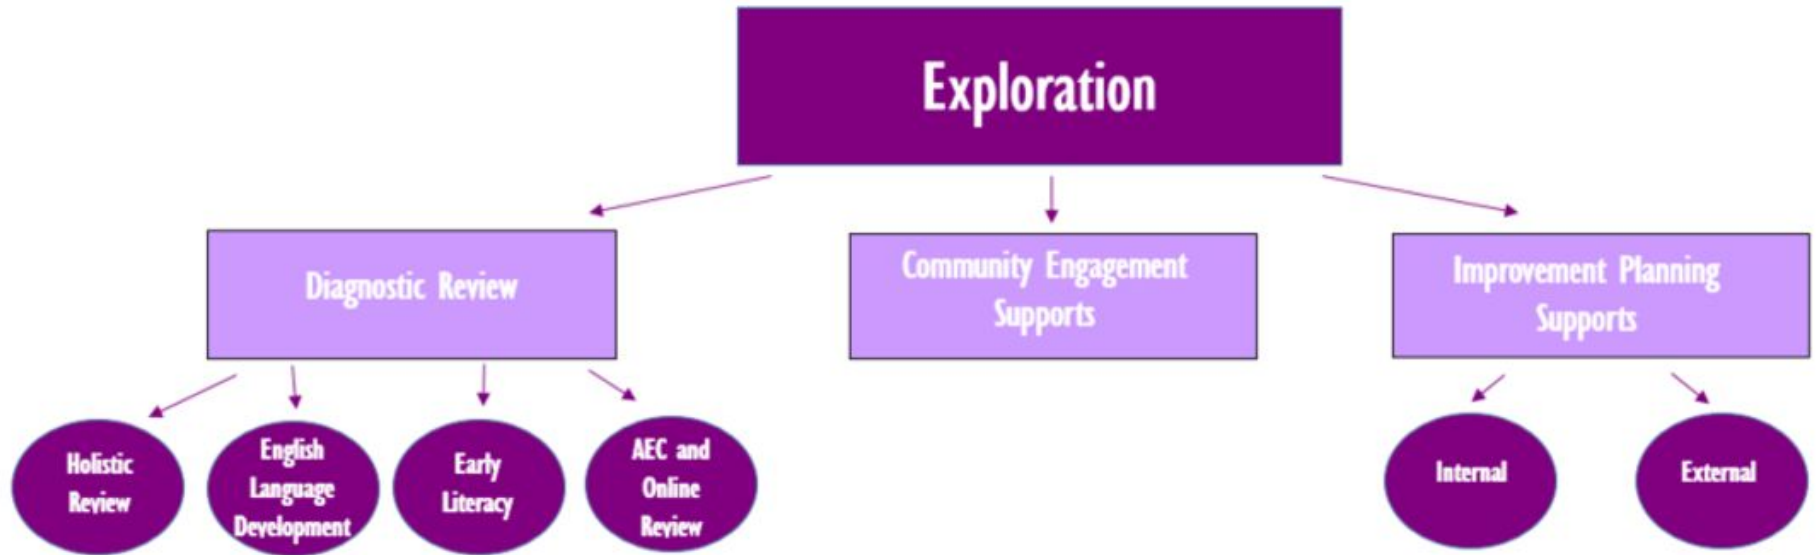 Exploration
Diagnostic Review
Community Engagement
Supports
Improvement Planning
Supports
Holistic
Review
English
Language
Development
Early
Literacy
AEC and
Online
Review
Internal
External